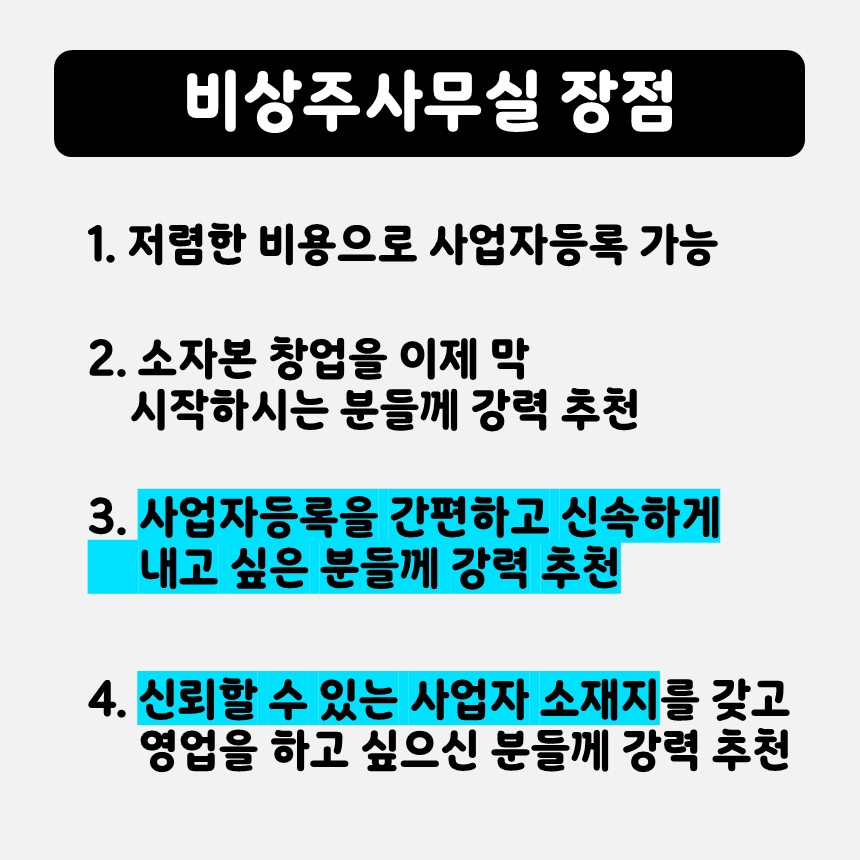 비상주사무실 장점
1. 저렴한 비용으로 사업자등록 가능
2. 소자본 창업을 이제 막
시작하시는 분들께 강력 추천
3. 사업자등록을 간편하고 신속하게
내고 싶은 분들께 강력 추천
4. 신뢰할 수 있는 사업자 소재지를 갖고
영업을 하고 싶으신 분들께 강력 추천